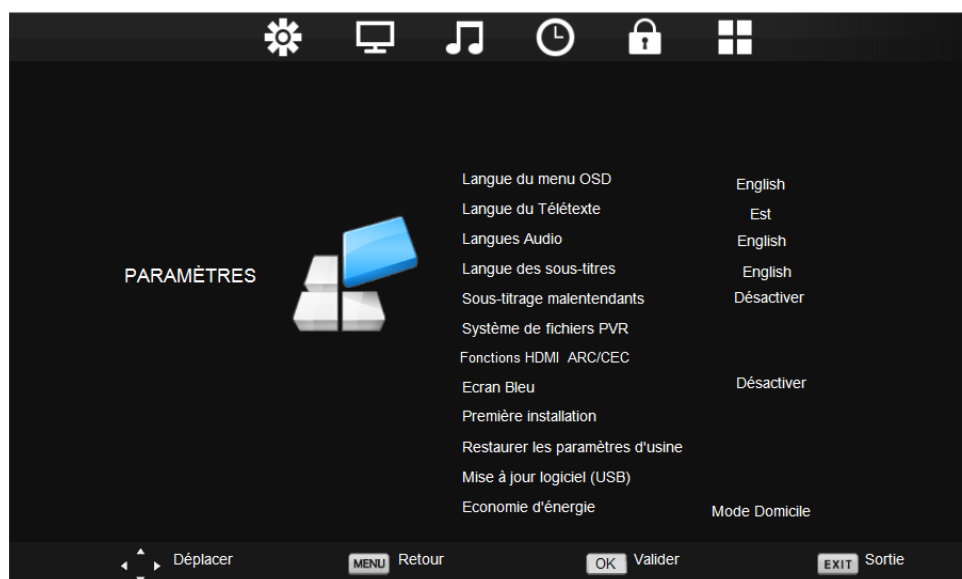 Langue du menu OSD English
Langue du Télétexte Est
Langues Audio English
Langue des sous-titres English
PARAMÈTRES
Sous-titrage malentendants Désactiver
Système de fichiers PVR
Fonctions HDMI ARC/CEC
Ecran Bleu Désactiver
Première installation
Restaurer les paramètres d'usine
Mise à jour logiciel (USB)
Economie d'énergie Mode Domicile
Déplacer MENU Retour OK Valider EXIT Sortie